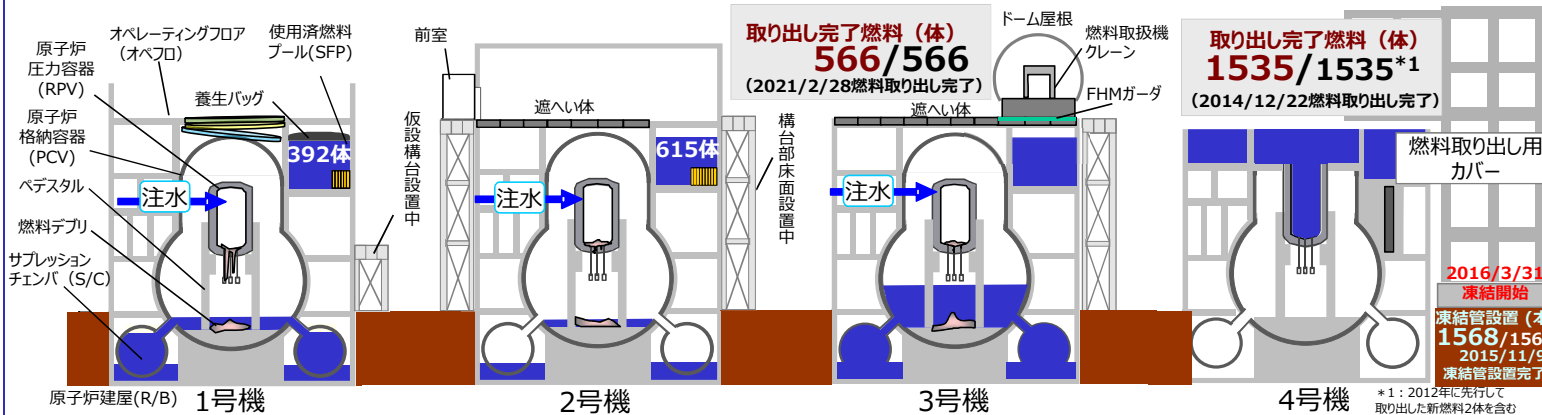 オペレーティングフロア
(オペフロ)
使用済燃料
プール(SFP)
原子炉
圧力容器
(RPV)
養生バッグ
原子炉
格納容器
(PCV)
392体
ペデスタル
注水
燃料デブリ
サプレッション
チェンバ (S/C)
原子炉建屋(R/B)
1号機
仮設構台設置中
前室
遮へい体
615体
注水
構台部床面設置中
2号機
取り出し完了燃料(体)
566/566
(2021/2/28燃料取り出し完了)
ドーム屋根
燃料取扱機
クレーン
FHMガーダ
遮へい体
注水
3号機
取り出し完了燃料(体)
1535/1535*1
(2014/12/22燃料取り出し完了)
燃料取り出し用
カバー
4号機
2016/3/31
凍結開始
凍結管設置(本
1568/156
2015/11/9
凍結管設置完了
*1:2012年に先行して
取り出した新燃料2体を含む